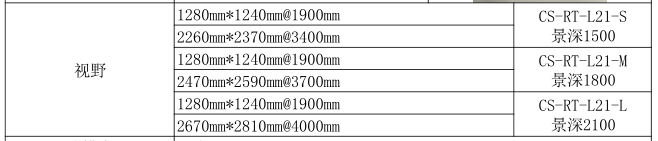 1280mm*1240mm@1900mm
CS-RT-L21-S
2260mm*2370mm@3400mm
景深1500
视野
1280mm*1240mm@1900mm
CS-RT-L21-M
2470mm*2590mm@3700mm
景深1800
1280mm*1240mm@1900mm
CS-RT-L21-L
2670mm*2810mm@4000mm
景深2100